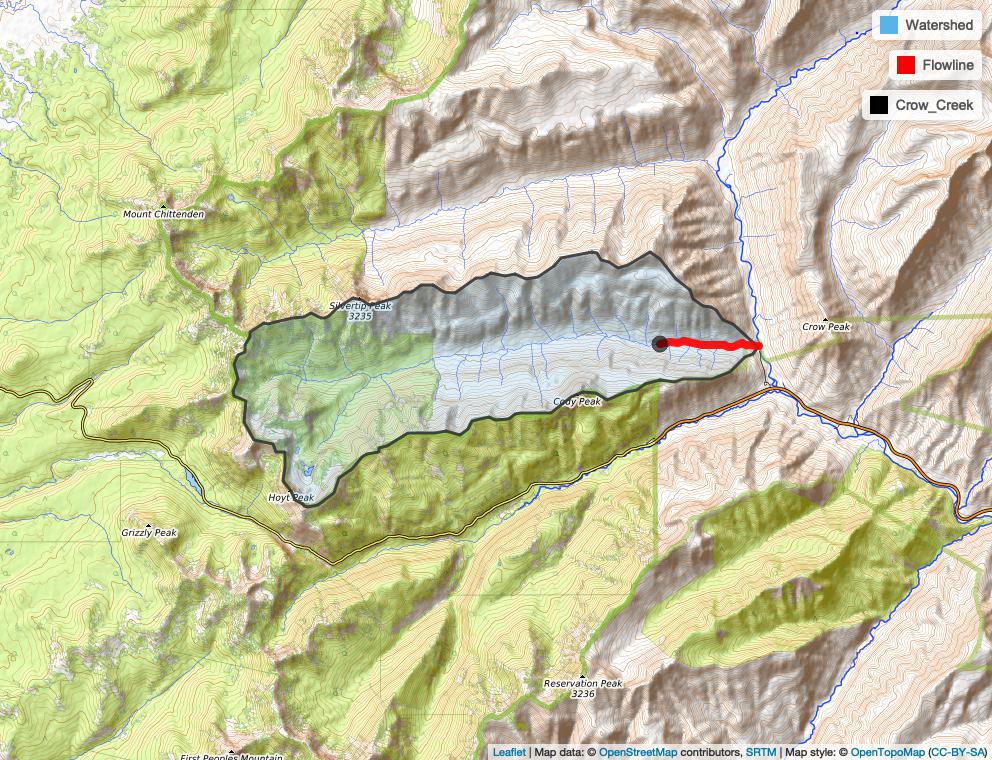 Watershed
Flowline
Crow_Creek
Mount Chittenden
Silvertip Peak
3235
Crow Peak
Cody Peak
Hoyt Peak
Grizzly Peak
Reservation Peak
3236
First Peoples Mountain
Leaflet | Map data: © OpenStreetMap contributors, SRTM | Map style: © OpenTopoMap (CC-BY-SA)